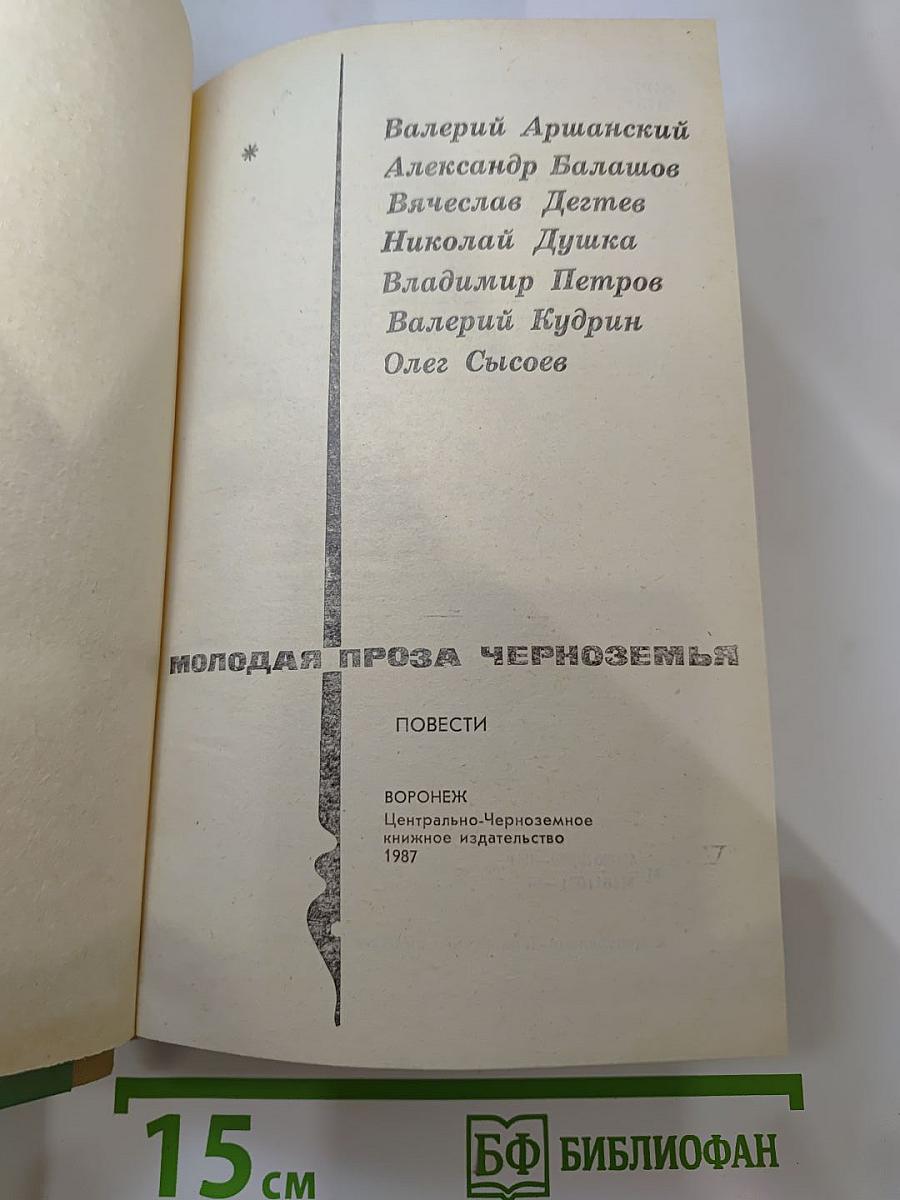 *
Валерий Аршанский
Александр Балашов
Вячеслав Дегтев
Николай Душка
Владимир Петров
Валерий Кудрин
Олег Сысоев
МОЛОДАЯ ПРОЗА ЧЕРНОЗЕМЬЯ
ПОВЕСТИ
ВОРОНЕЖ
Центрально-Черноземное
книжное издательство
1987
15 см
БФ БИБЛИОФАН